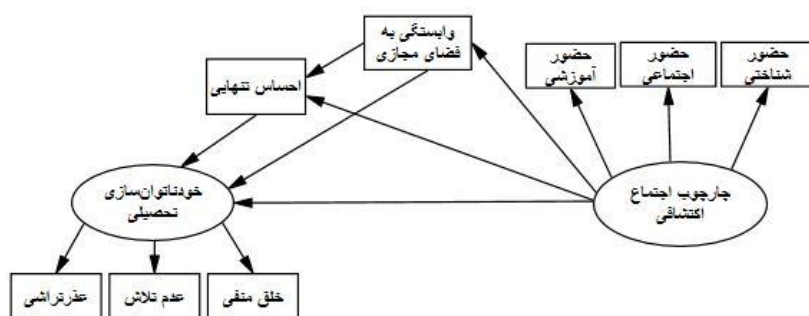 وابستگی به
فضای مجازی
حضور
شناختی
حضور
اجتماعی
حضور
آموزشی
احساس تنهایی
چارچوب اجتماع
اکتشافی
خودناتوان‌سازی
تحصیلی
خلق منفی
عدم تلاش
عذرتراشی